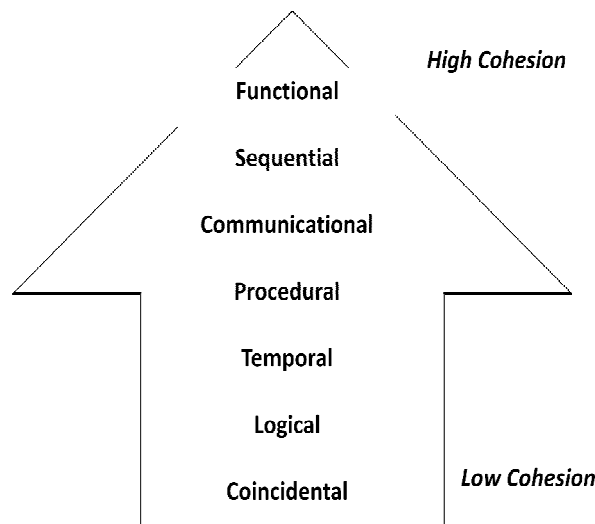 High Cohesion
Functional
Sequential
Communicational
Procedural
Temporal
Logical
Low Cohesion
Coincidental